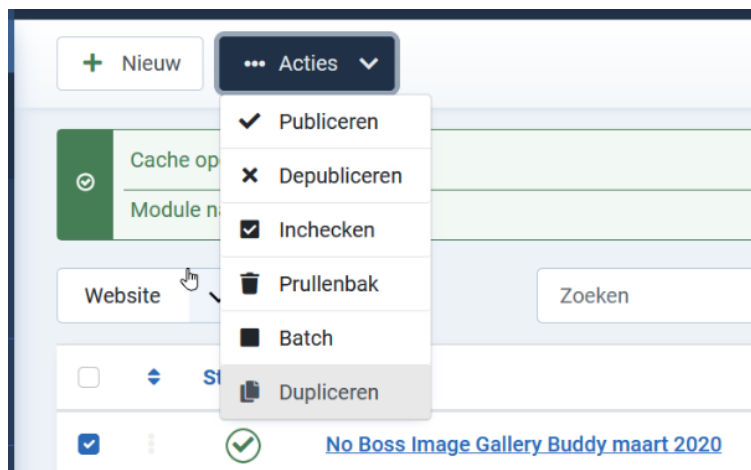 Nieuw
Acties
Publiceren
Cache op
Depubliceren
Module n
Inchecken
Prullenbak
Website
Zoeken
Batch
St
Dupliceren
No Boss Image Gallery Buddy maart 2020